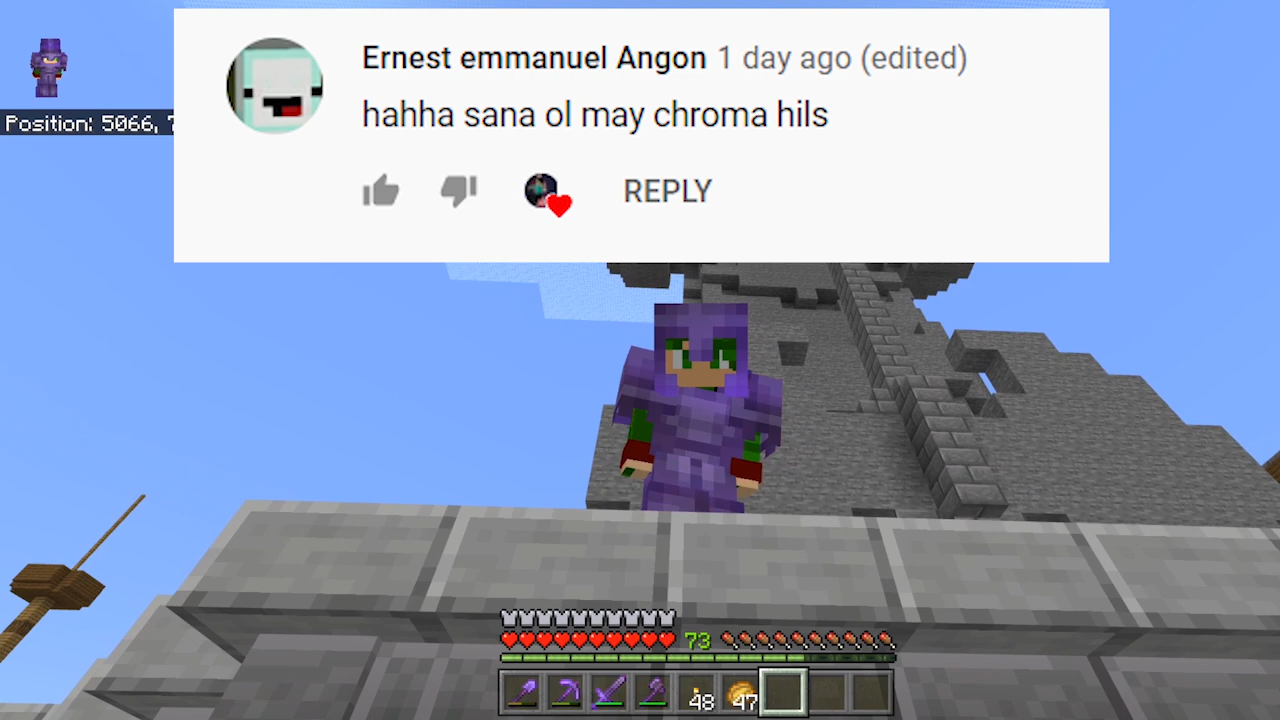 Ernest emmanuel Angon 1 day ago (edited)
hahha sana ol may chroma hils
REPLY
Position: 5066,
73
48 47